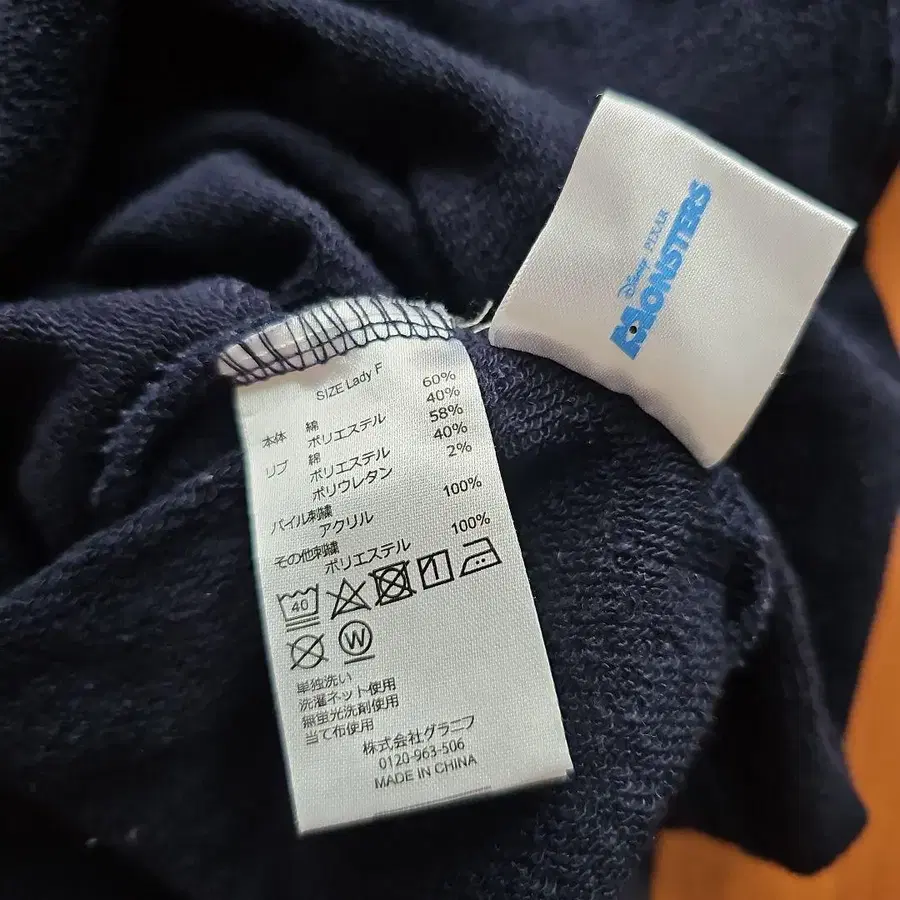 SIZE Lady F
本体 綿 60%
ポリエステル 40%
リブ 綿 58%
ポリエステル 40%
ポリウレタン 2%
パイル刺繍
アクリル 100%
その他刺繍
ポリエステル 100%
40
W
単独洗い
洗濯ネット使用
無蛍光洗剤使用
当て布使用
株式会社グラニフ
0120-963-506
MADE IN CHINA
Disney PIXAR
MONSTERS